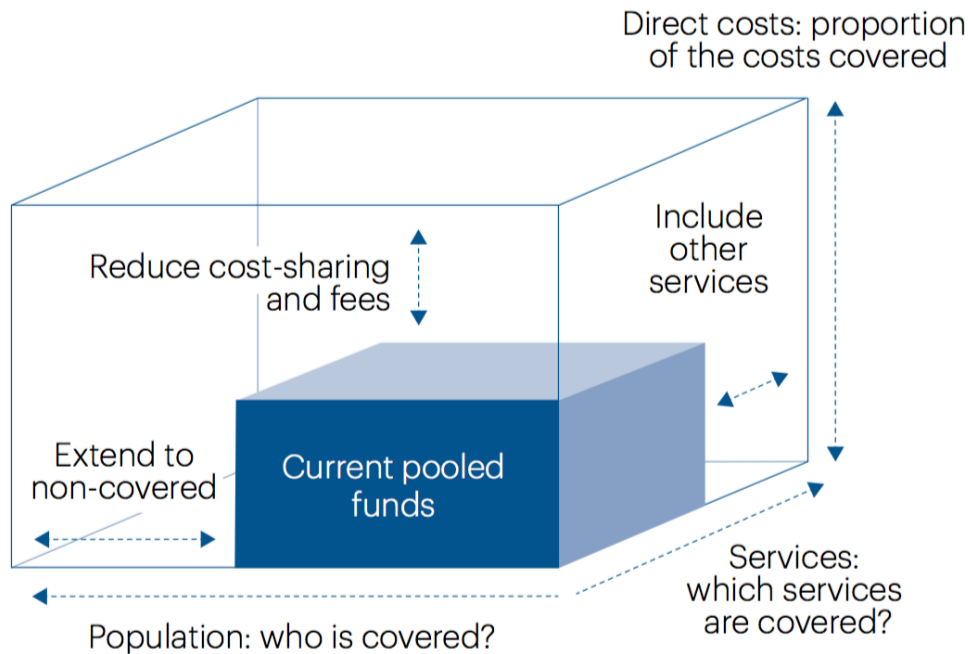 Direct costs: proportion
of the costs covered
Include
other
services
Reduce cost-sharing
and fees
Extend to
non-covered
Current pooled
funds
Services:
which services
are covered?
Population: who is covered?